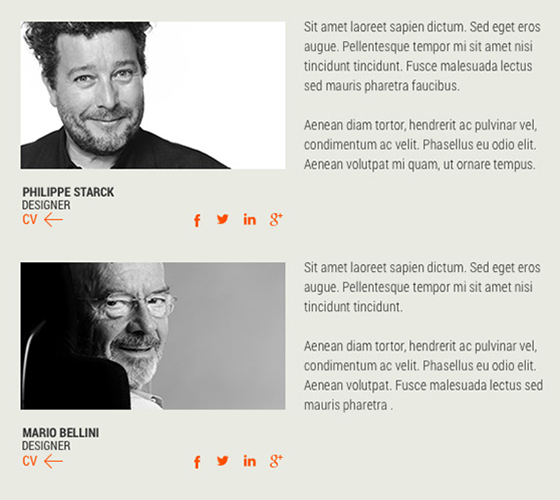 Sit amet laoreet sapien dictum. Sed eget eros
augue. Pellentesque tempor mi sit amet nisi
tincidunt tincidunt. Fusce malesuada lectus
sed mauris pharetra faucibus.
Aenean diam tortor, hendrerit ac pulvinar vel,
condimentum ac velit. Phasellus eu odio elit.
Aenean volutpat mi quam, ut ornare tempus.
PHILIPPE STARCK
DESIGNER
CV
Sit amet laoreet sapien dictum. Sed eget eros
augue. Pellentesque tempor mi sit amet nisi
tincidunt tincidunt.
Aenean diam tortor, hendrerit ac pulvinar vel,
condimentum ac velit. Phasellus eu odio elit.
Aenean volutpat. Fusce malesuada lectus sed
mauris pharetra .
MARIO BELLINI
DESIGNER
CV